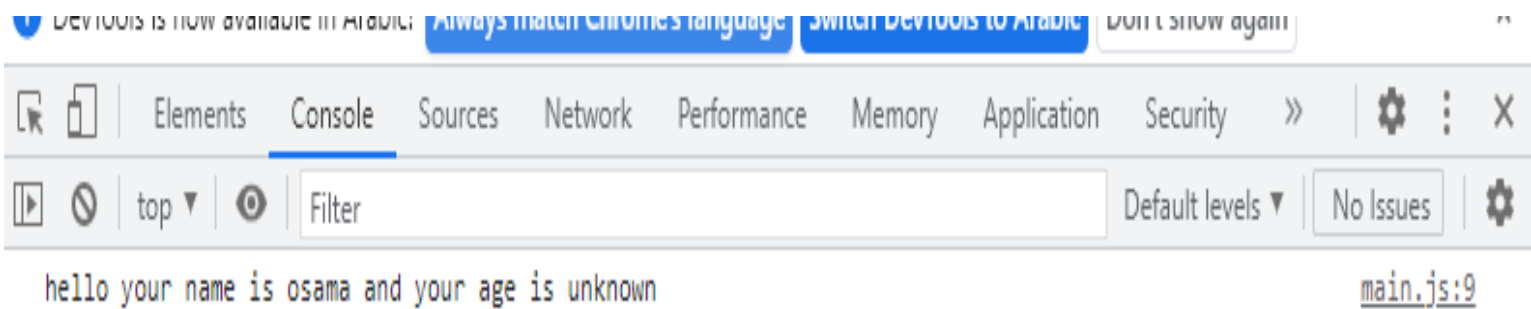 DevTools is now available in Arabic! Always match Chrome's language Switch DevTools to Arabic Don't show again
Elements Console Sources Network Performance Memory Application Security
top Filter Default levels No Issues
hello your name is osama and your age is unknown main.js:9